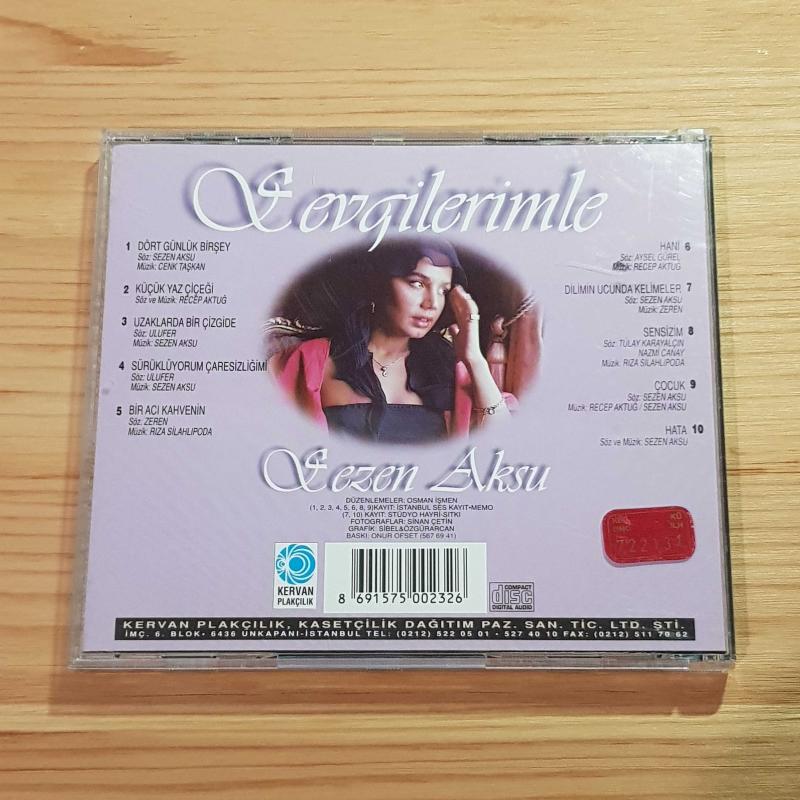 Sevgilerimle
1 DÖRT GÜNLÜK BİRŞEY
Söz: SEZEN AKSU
Müzik: CENK TAŞKAN
2 KÜÇÜK YAZ ÇİÇEĞİ
Söz ve Müzik: RECEP AKTUĞ
3 UZAKLARDA BİR ÇİZGİDE
Söz: ULUFER
Müzik: SEZEN AKSU
4 SÜRÜKLÜYORUM ÇARESİZLİĞİMİ
Söz: ULUFER
Müzik: SEZEN AKSU
5 BİR ACI KAHVENİN
Söz: ZEREN
Müzik: RIZA SİLAHLIPODA
HANİ 6
Söz: AYSEL GÜREL
Müzik: RECEP AKTUĞ
DİLİMİN UCUNDA KELİMELER 7
Söz: SEZEN AKSU
Müzik: ZEREN
SENSİZİM 8
Söz: TÜLAY KARAYALÇIN
NAZMİ CANAY
Müzik: RIZA SİLAHLIPODA
ÇOCUK 9
Söz: SEZEN AKSU
Müzik: RECEP AKTUĞ / SEZEN AKSU
HATA 10
Söz ve Müzik: SEZEN AKSU
Sezen Aksu
DÜZENLEMELER: OSMAN İŞMEN
(1, 2, 3, 4, 5, 6, 8, 9) KAYIT: İSTANBUL SES KAYIT-MEMO
(7, 10) KAYIT: STÜDYO HAYRİ-SITKI
FOTOGRAFLAR: SİNAN ÇETİN
GRAFİK: SİBEL&ÖZGÜRARCAN
BASKI: ONUR OFSET (567 69 41)
KERVAN
PLAKÇILIK
8 691575 002326
COMPACT
disc
DIGITAL AUDIO
722131
KERVAN PLAKÇILIK, KASETÇİLİK DAĞITIM PAZ. SAN. TİC. LTD. ŞTİ.
İMÇ. 6. BLOK- 6436 UNKAPANI-İSTANBUL TEL: (0212) 522 05 01 - 527 40 10 FAX: (0212) 511 70 62